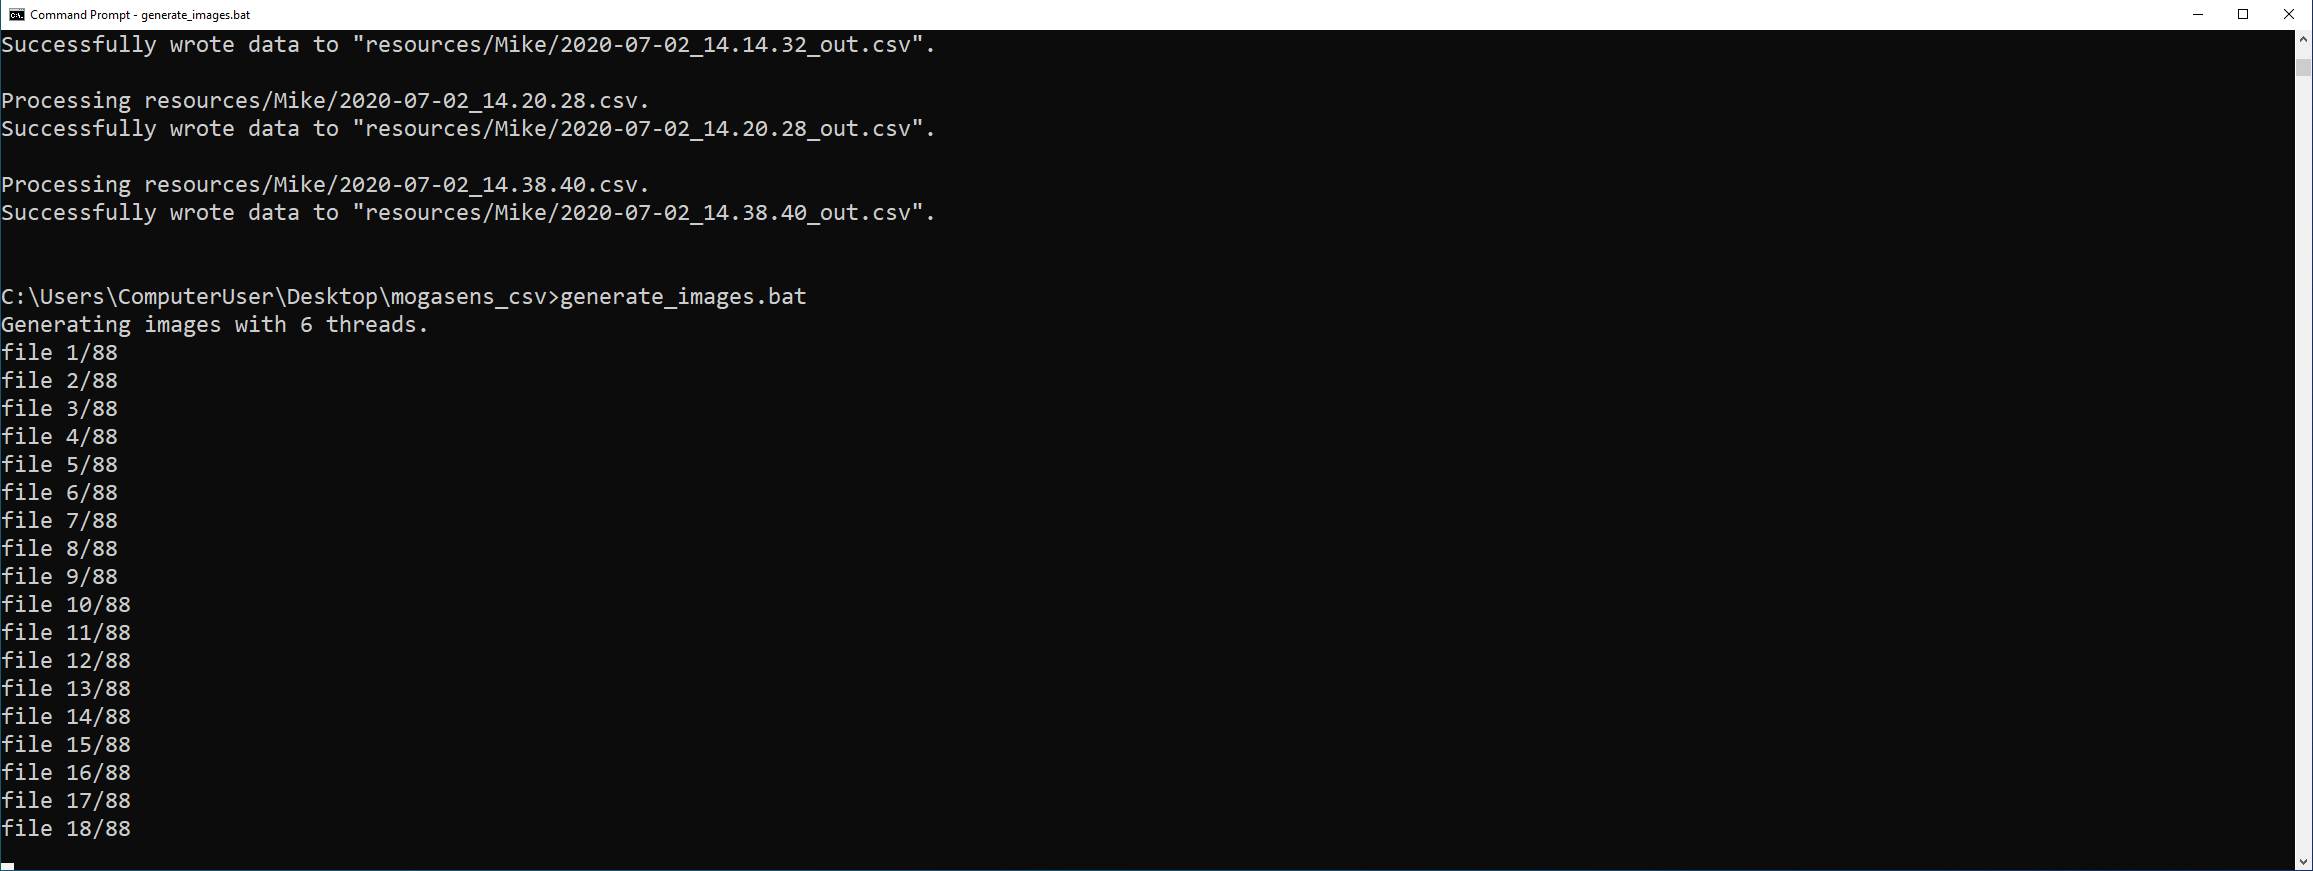 Command Prompt - generate_images.bat
Successfully wrote data to "resources/Mike/2020-07-02_14.14.32_out.csv".
Processing resources/Mike/2020-07-02_14.20.28.csv.
Successfully wrote data to "resources/Mike/2020-07-02_14.20.28_out.csv".
Processing resources/Mike/2020-07-02_14.38.40.csv.
Successfully wrote data to "resources/Mike/2020-07-02_14.38.40_out.csv".
C:\Users\ComputerUser\Desktop\mogasens_csv>generate_images.bat
Generating images with 6 threads.
file 1/88
file 2/88
file 3/88
file 4/88
file 5/88
file 6/88
file 7/88
file 8/88
file 9/88
file 10/88
file 11/88
file 12/88
file 13/88
file 14/88
file 15/88
file 16/88
file 17/88
file 18/88